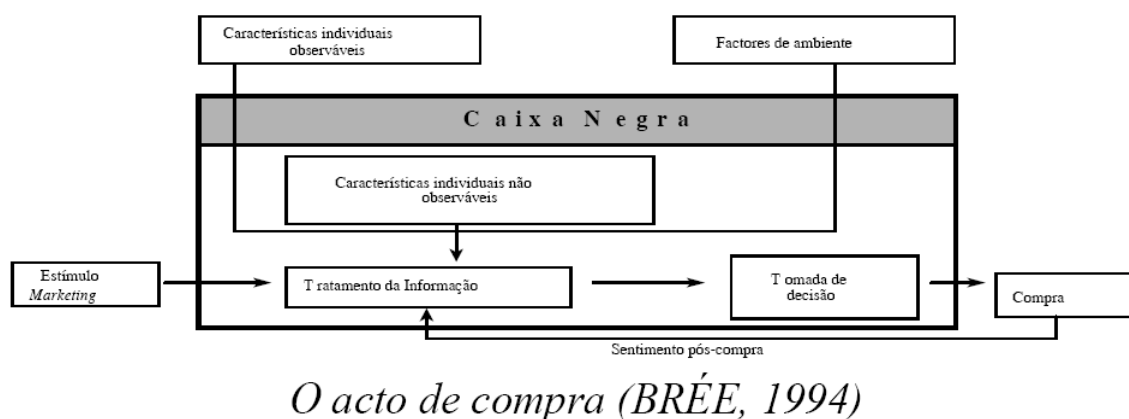 Características individuais
observáveis
Factores de ambiente
C a i x a N e g r a
Características individuais não
observáveis
Estímulo
Marketing
T ratamento da Informação
T omada de
decisão
Compra
Sentimento pós-compra
O acto de compra (BRÉE, 1994)